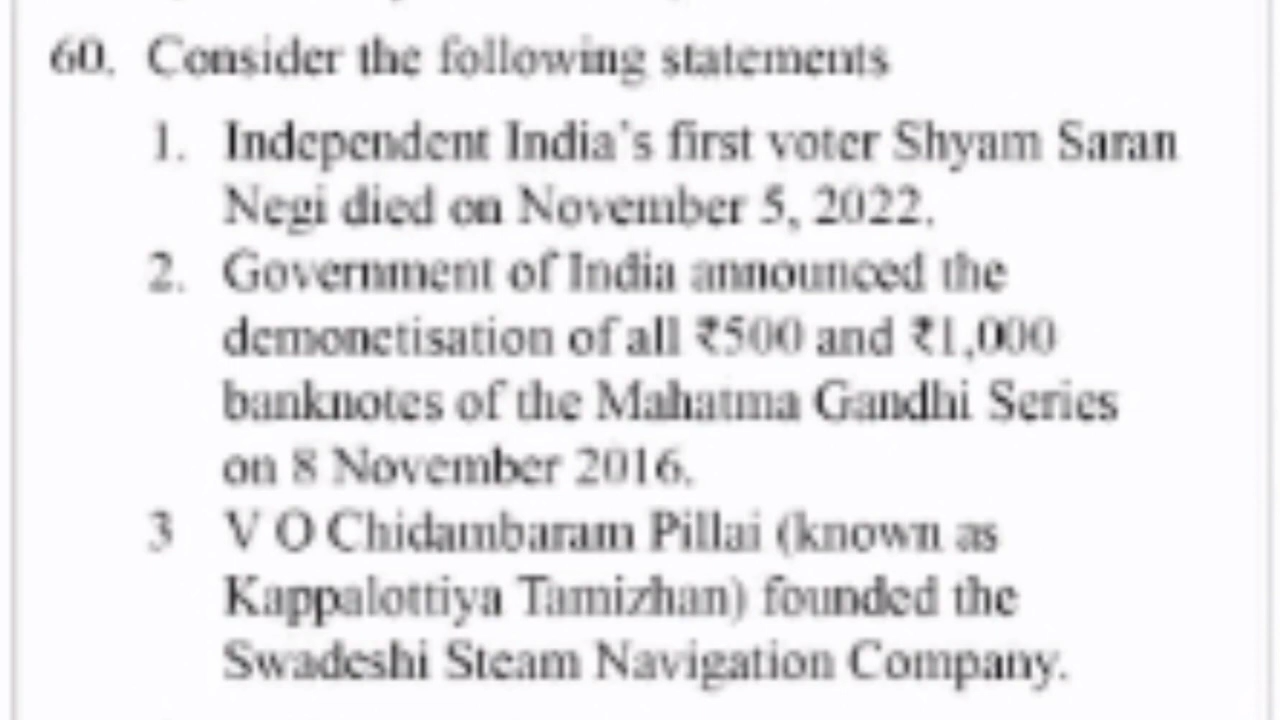 60. Consider the following statements
1. Independent India's first voter Shyam Saran
Negi died on November 5, 2022.
2. Government of India announced the
demonetisation of all ₹500 and ₹1,000
banknotes of the Mahatma Gandhi Series
on 8 November 2016.
3 V O Chidambaram Pillai (known as
Kappalottiya Tamizhan) founded the
Swadeshi Steam Navigation Company.